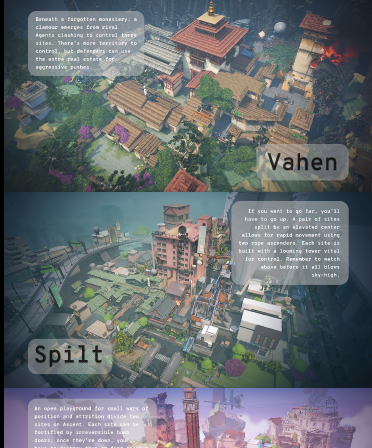 Beneath a forgotten monastery, a
clamour emerges from rival
Agents clashing to control three
sites. There's more territory to
control, but defenders can use
the extra real estate for
aggressive pushes.
Vahen
If you want to go far, you'll
have to go up. A pair of sites
split by an elevated center
allows for rapid movement using
two rope ascenders. Each site is
built with a looming tower vital
for control. Remember to watch
above before it all blows
sky-high.
Spilt
An open playground for small wars of
position and attrition divide two
sites on Ascent. Each site can be
fortified by irreversible bomb
doors; once they're down, you'll